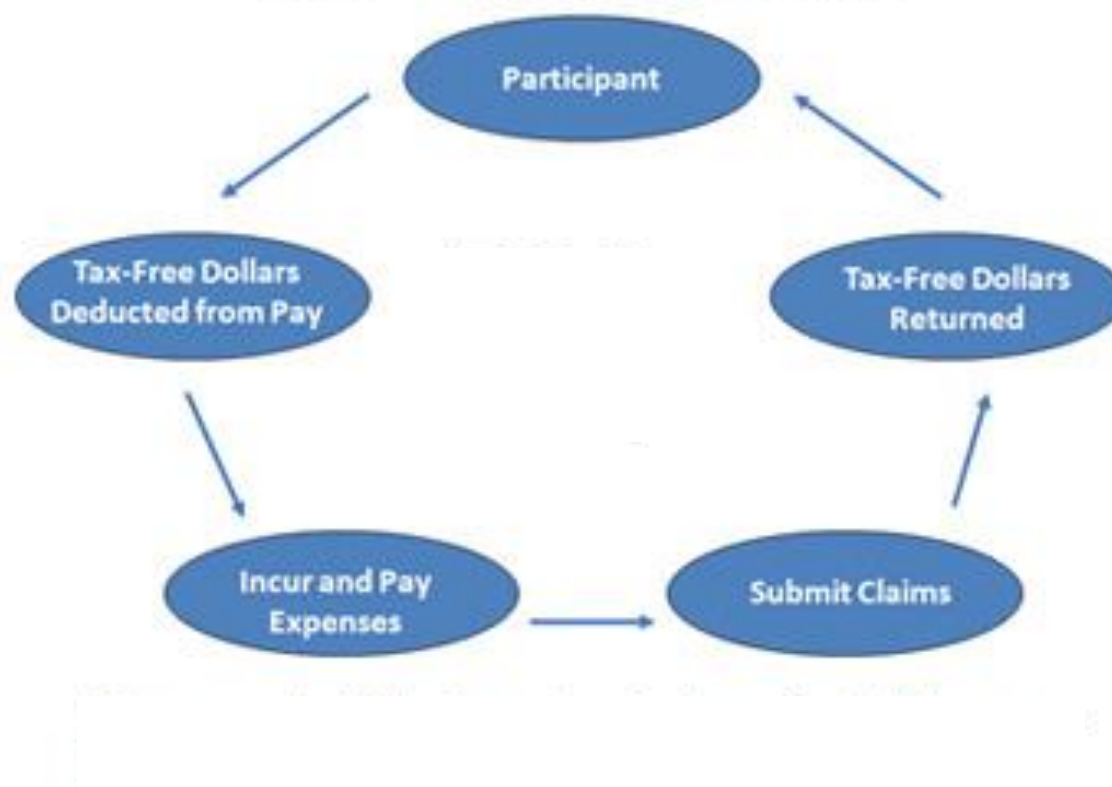 Participant
Tax-Free Dollars
Deducted from Pay
Tax-Free Dollars
Returned
Incur and Pay
Expenses
Submit Claims